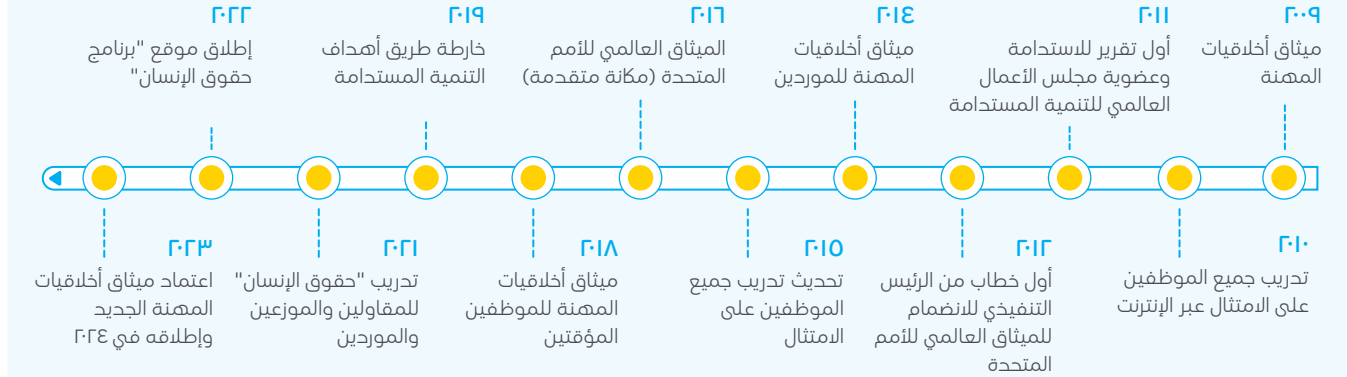 ٢٠٠٩
ميثاق أخلاقيات
المهنة
٢٠١٠
تدريب جميع الموظفين
على الامتثال عبر الإنترنت
٢٠١١
أول تقرير للاستدامة
وعضوية مجلس الأعمال
العالمي للتنمية المستدامة
٢٠١٢
أول خطاب من الرئيس
التنفيذي للانضمام
للميثاق العالمي للأمم
المتحدة
٢٠١٤
ميثاق أخلاقيات
المهنة للموردين
٢٠١٥
تحديث تدريب جميع
الموظفين على
الامتثال
٢٠١٦
الميثاق العالمي للأمم
المتحدة (مكانة متقدمة)
٢٠١٨
ميثاق أخلاقيات
المهنة للموظفين
المؤقتين
٢٠١٩
خارطة طريق أهداف
التنمية المستدامة
٢٠٢١
تدريب "حقوق الإنسان"
للمقاولين والموزعين
والموردين
٢٠٢٢
إطلاق موقع "برنامج
حقوق الإنسان"
٢٠٢٣
اعتماد ميثاق أخلاقيات
المهنة الجديد
وإطلاقه في ٢٠٢٤